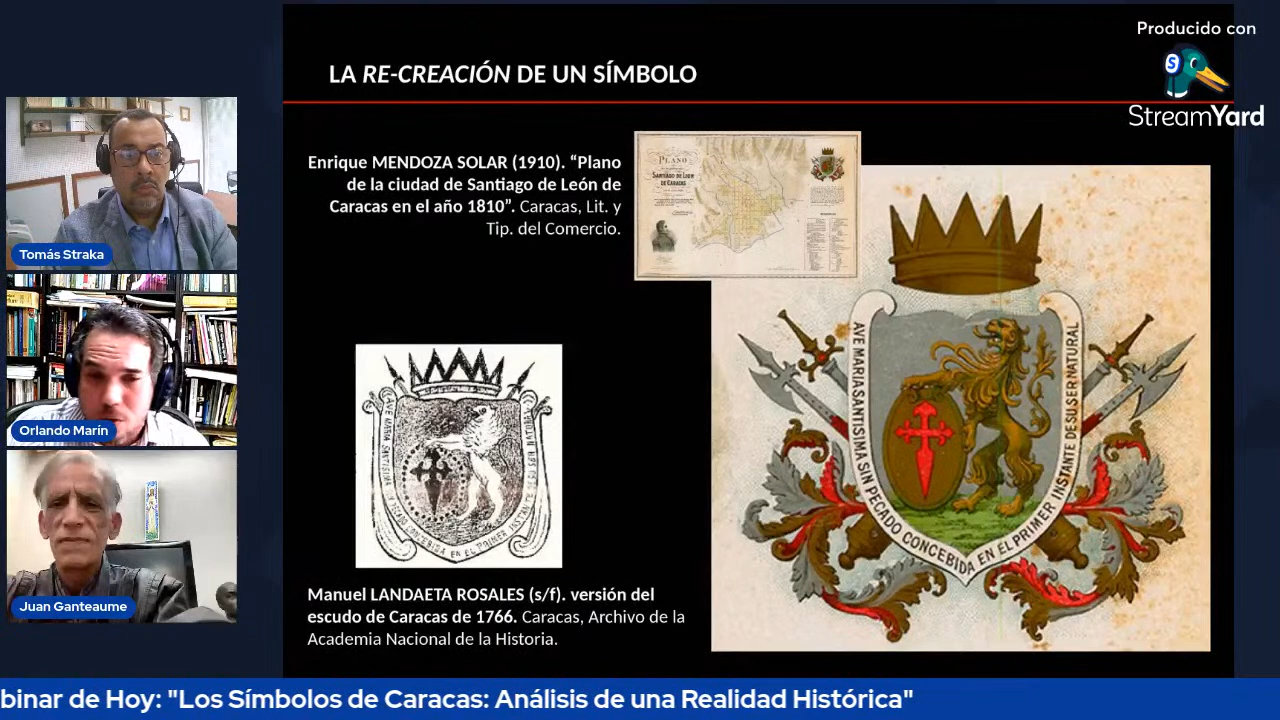 Producido con
StreamYard
LA RE-CREACIÓN DE UN SÍMBOLO
Enrique MENDOZA SOLAR (1910). “Plano
de la ciudad de Santiago de León de
Caracas en el año 1810”. Caracas, Lit. y
Tip. del Comercio.
PLANO
SANTIAGO DE LEÓN
DE CARACAS
AVE MARIA SANTISIMA SIN PECADO CONCEBIDA EN EL PRIMER INSTANTE DE SU SER NATURAL
Manuel LANDAETA ROSALES (s/f). versión del
escudo de Caracas de 1766. Caracas, Archivo de la
Academia Nacional de la Historia.
Tomás Straka
Orlando Marín
Juan Ganteaume
binar de Hoy: "Los Símbolos de Caracas: Análisis de una Realidad Histórica"